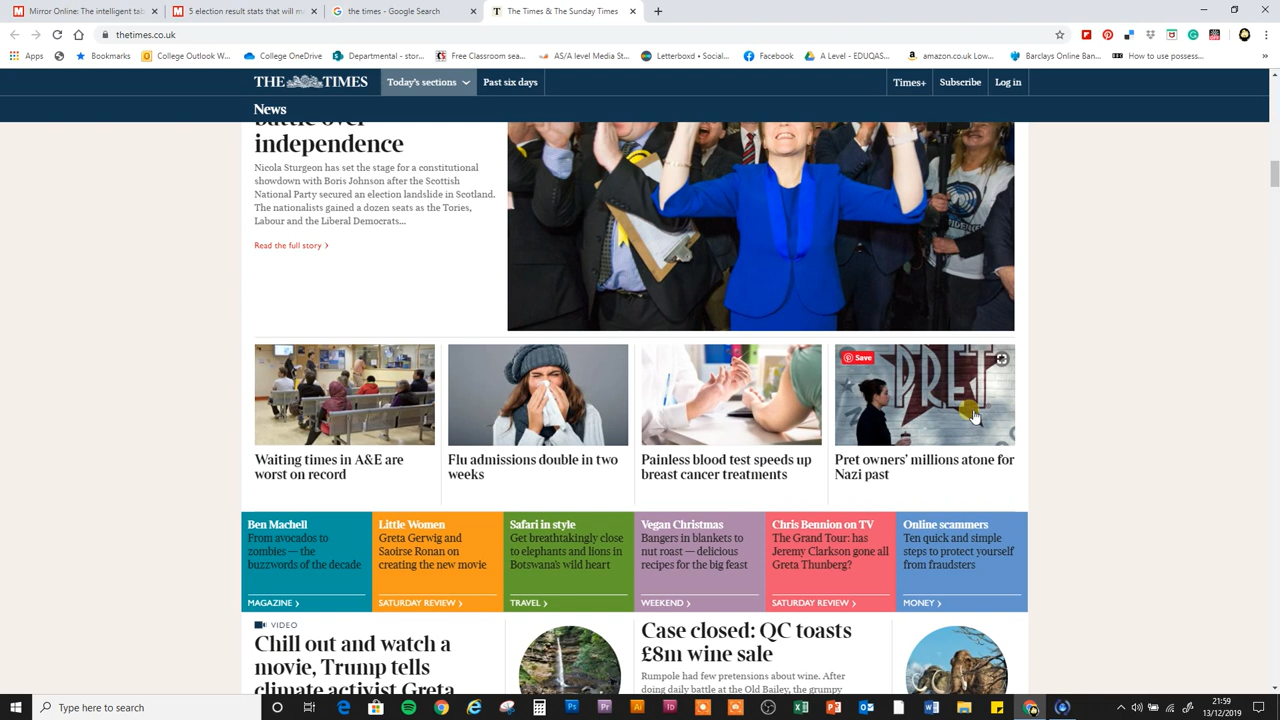 Mirror Online: The intelligent tab
5 election result stats that will m
the times - Google Search
The Times & The Sunday Times
thetimes.co.uk
Apps
Bookmarks
College Outlook W...
College OneDrive
Departmental - stor...
Free Classroom sea...
AS/A level Media St...
Letterboxd • Social...
Facebook
A Level - EDUQAS...
amazon.co.uk Low...
Barclays Online Ban...
How to use possess...
THE TIMES
Today's sections
Past six days
Times+
Subscribe
Log in
News
battle over
independence
Nicola Sturgeon has set the stage for a constitutional
showdown with Boris Johnson after the Scottish
National Party secured an election landslide in Scotland.
The nationalists gained a dozen seats as the Tories,
Labour and the Liberal Democrats...
Read the full story
Save
PRET
Waiting times in A&E are
worst on record
Flu admissions double in two
weeks
Painless blood test speeds up
breast cancer treatments
Pret owners' millions atone for
Nazi past
Ben Machell
From avocados to
zombies — the
buzzwords of the decade
MAGAZINE
Little Women
Greta Gerwig and
Saoirse Ronan on
creating the new movie
SATURDAY REVIEW
Safari in style
Get breathtakingly close
to elephants and lions in
Botswana's wild heart
TRAVEL
Vegan Christmas
Bangers in blankets to
nut roast — delicious
recipes for the big feast
WEEKEND
Chris Bennion on TV
The Grand Tour: has
Jeremy Clarkson gone all
Greta Thunberg?
SATURDAY REVIEW
Online scammers
Ten quick and simple
steps to protect yourself
from fraudsters
MONEY
VIDEO
Chill out and watch a
movie, Trump tells
climate activist Greta
Case closed: QC toasts
£8m wine sale
Rumpole had few pretensions about wine. After
doing daily battle at the Old Bailey, the grumpy
Type here to search
21:59
13/12/2019